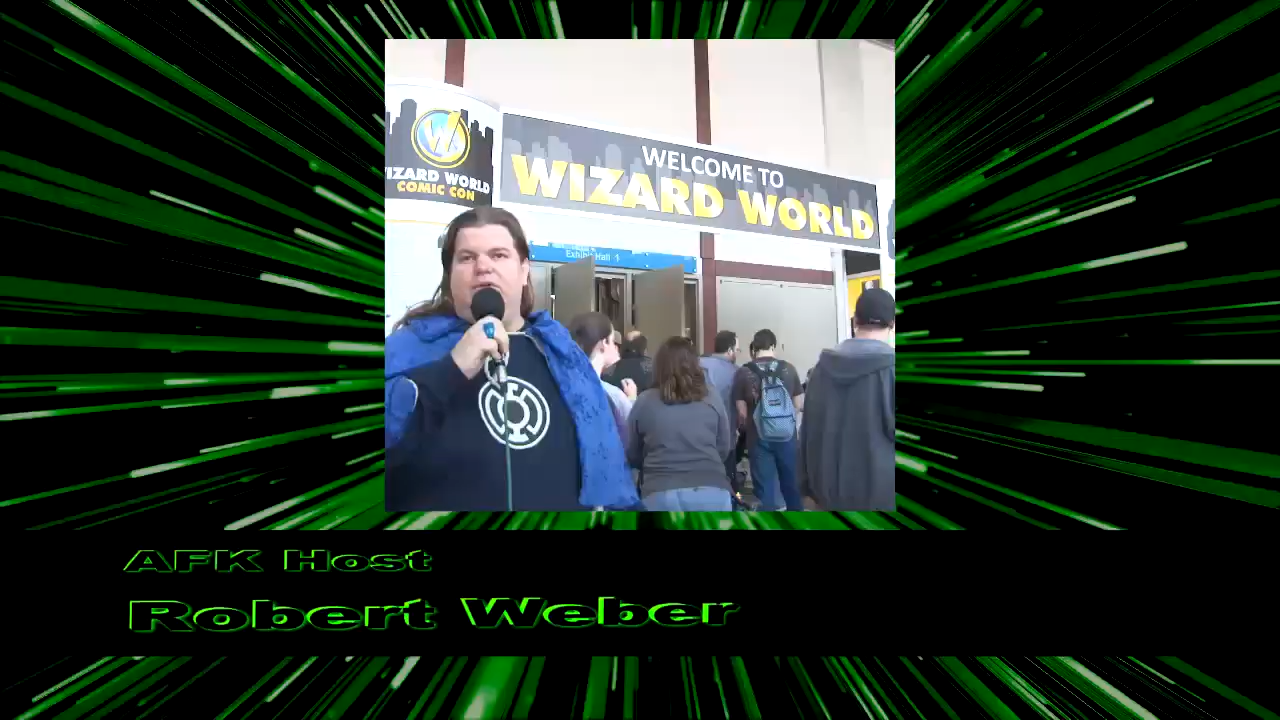 W
WIZARD WORLD
COMIC CON
WELCOME TO
WIZARD WORLD
Exhibit Hall
AFK Host
Robert Weber